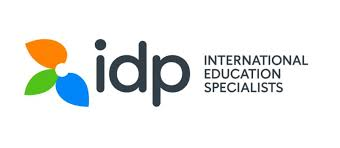 idp
INTERNATIONAL
EDUCATION
SPECIALISTS